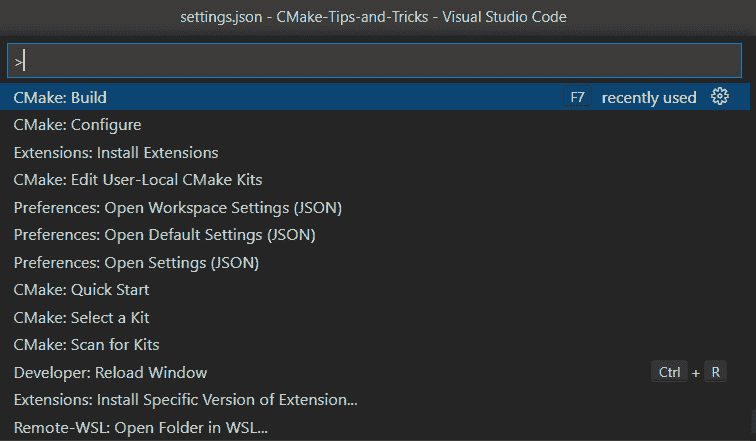 settings.json - CMake-Tips-and-Tricks - Visual Studio Code
>
CMake: Build F7 recently used
CMake: Configure
Extensions: Install Extensions
CMake: Edit User-Local CMake Kits
Preferences: Open Workspace Settings (JSON)
Preferences: Open Default Settings (JSON)
Preferences: Open Settings (JSON)
CMake: Quick Start
CMake: Select a Kit
CMake: Scan for Kits
Developer: Reload Window Ctrl + R
Extensions: Install Specific Version of Extension...
Remote-WSL: Open Folder in WSL...